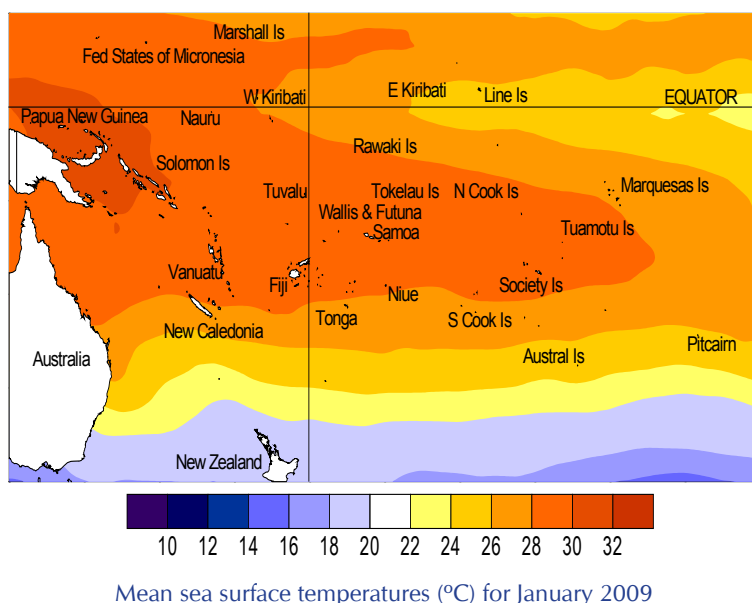 Marshall Is
Fed States of Micronesia
W Kiribati
E Kiribati
Line Is
EQUATOR
Papua New Guinea
Nauru
Rawaki Is
Solomon Is
Tuvalu
Tokelau Is
N Cook Is
Marquesas Is
Wallis & Futuna
Samoa
Tuamotu Is
Vanuatu
Fiji
Niue
Society Is
New Caledonia
Tonga
S Cook Is
Pitcairn
Australia
Austral Is
New Zealand
10 12 14 16 18 20 22 24 26 28 30 32
Mean sea surface temperatures (ºC) for January 2009